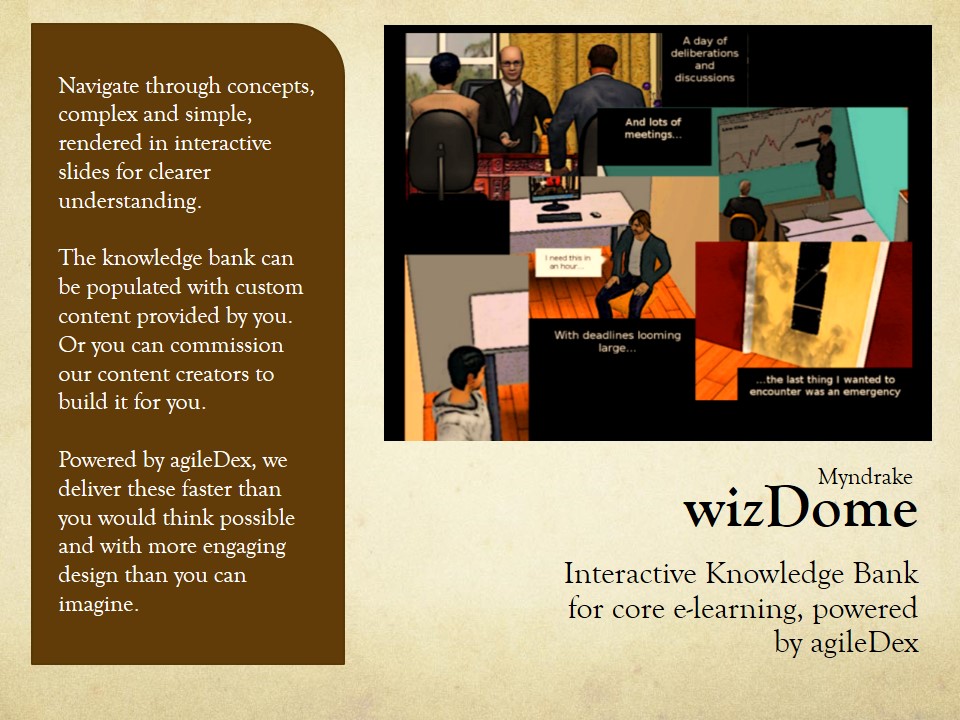 Navigate through concepts,
complex and simple,
rendered in interactive
slides for clearer
understanding.
The knowledge bank can
be populated with custom
content provided by you.
Or you can commission
our content creators to
build it for you.
Powered by agileDex, we
deliver these faster than
you would think possible
and with more engaging
design than you can
imagine.
A day of
deliberations
and
discussions
And lots of
meetings...
Line Chart
I need this in
an hour...
With deadlines looming
large...
...the last thing I wanted to
encounter was an emergency
Myndrake
wizDome
Interactive Knowledge Bank
for core e-learning, powered
by agileDex